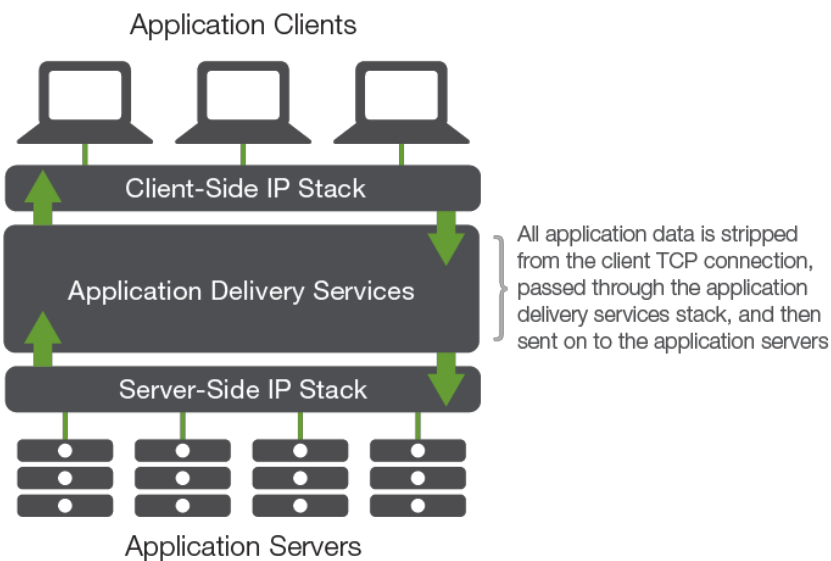 Application Clients
Client-Side IP Stack
Application Delivery Services
All application data is stripped
from the client TCP connection,
passed through the application
delivery services stack, and then
sent on to the application servers
Server-Side IP Stack
Application Servers